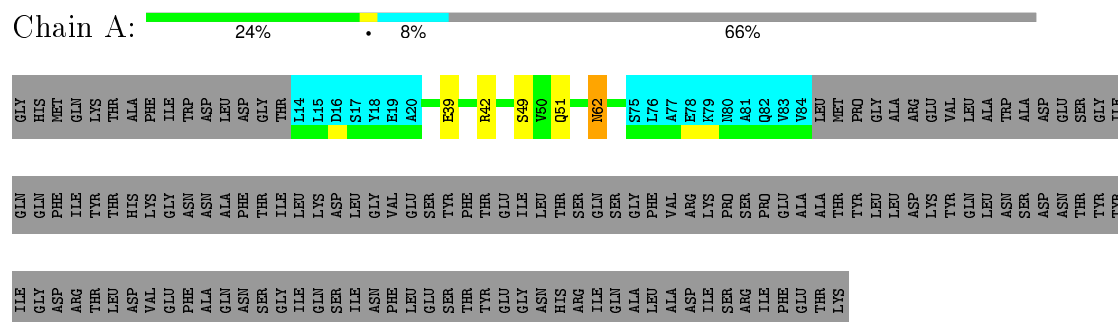 Chain A:
24% • 8% 66%
GLY HIS MET GLN LYS THR ALA PHE ILE TRP ASP LEU ASP GLY THR L14 L15 D16 S17 Y18 E19 A20 E39 R42 S49 V50 Q51 N62 S75 L76 A77 E78 K79 N80 A81 Q82 V83 V84 LEU MET PRO GLY ALA ARG GLU VAL LEU ALA TRP ALA ASP GLU SER GLY ILE
GLN GLN PHE ILE TYR THR HIS LYS GLY ASN ASN ALA PHE THR ILE LEU LYS ASP LEU GLY VAL GLU SER TYR PHE THR GLU ILE LEU THR SER GLN SER GLY PHE VAL ARG LYS PRO SER PRO GLU ALA ALA THR TYR LEU LEU ASP LYS TYR GLN LEU ASN SER ASP ASN THR TYR TYR
ILE GLY ASP ARG THR LEU ASP VAL GLU PHE ALA GLN ASN SER GLY ILE GLN SER ILE ASN PHE LEU GLU SER THR TYR GLU GLY ASN HIS ARG ILE GLN ALA LEU ALA ASP ILE SER ARG ILE PHE GLU THR LYS